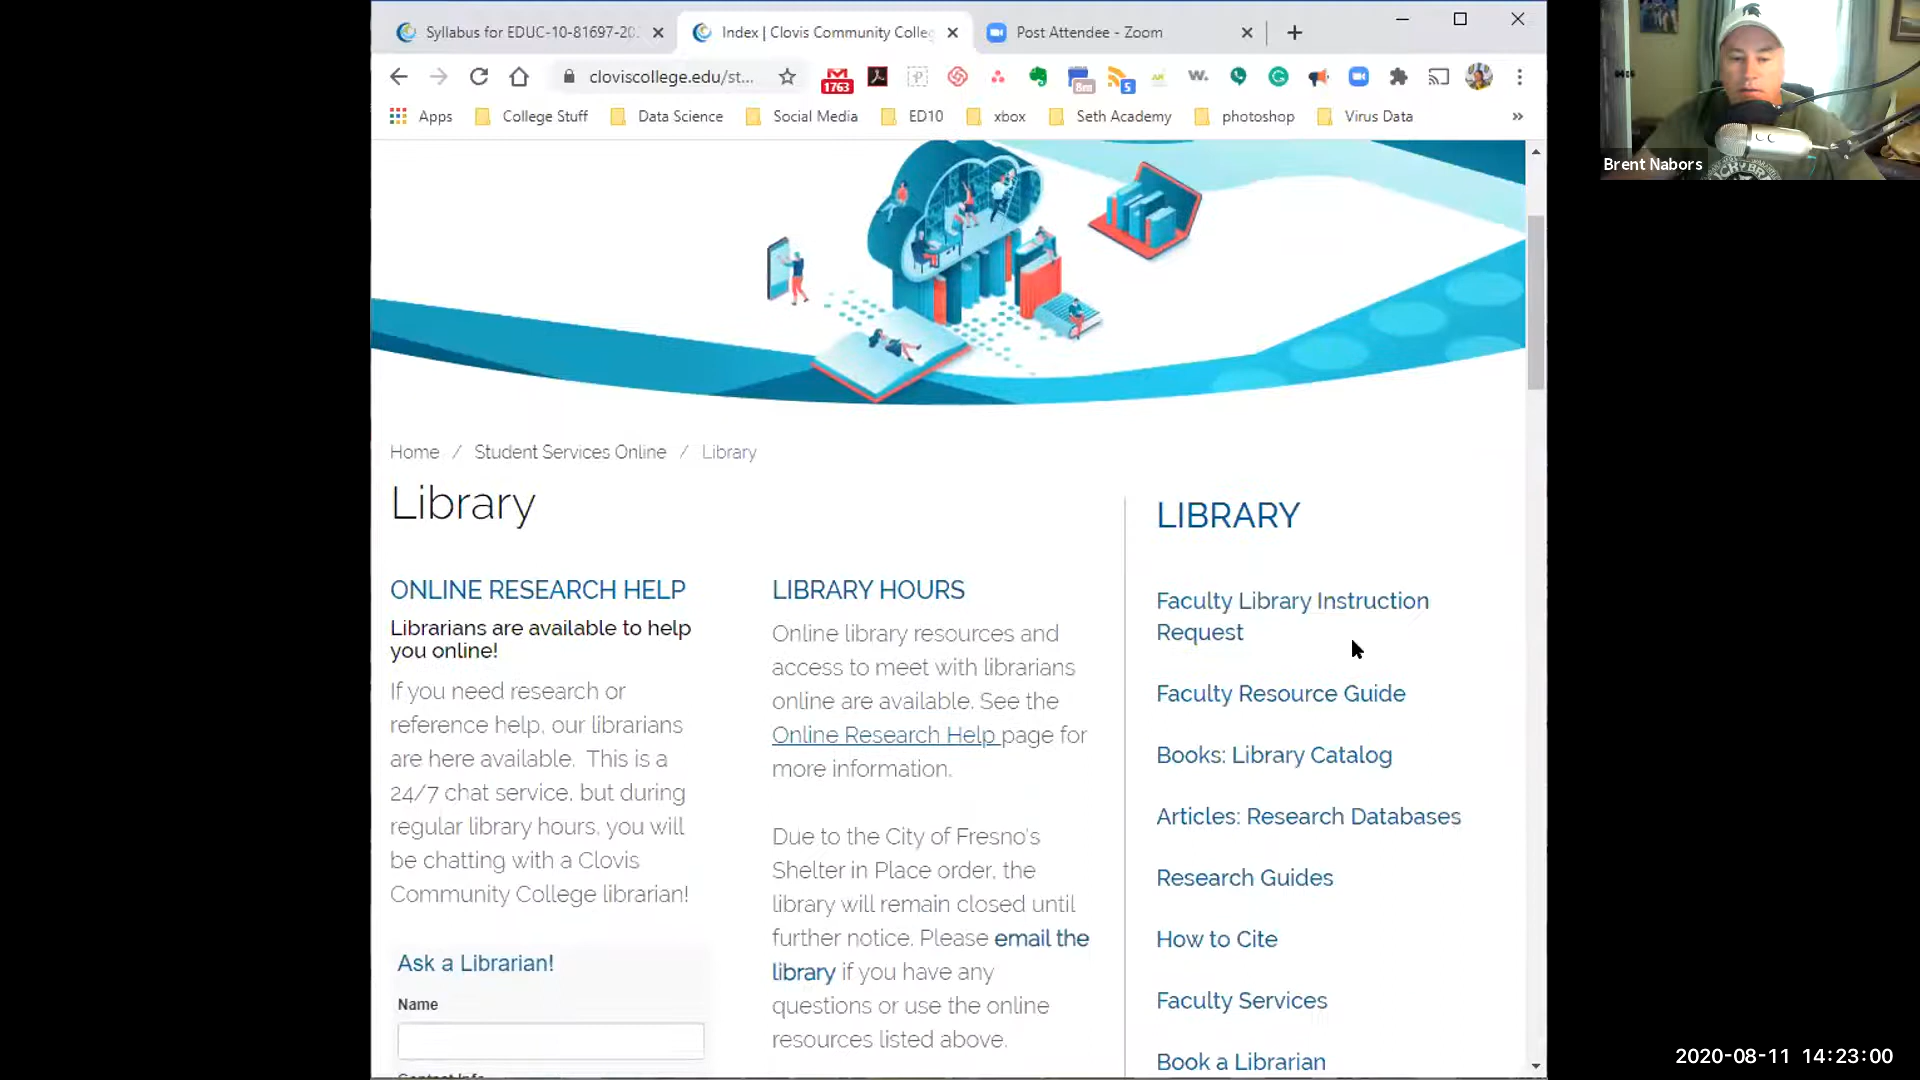 Syllabus for EDUC-10-81697-20
Index | Clovis Community Colleg
Post Attendee - Zoom
cloviscollege.edu/st...
1763
8m
5
W.
Apps
College Stuff
Data Science
Social Media
ED10
xbox
Seth Academy
photoshop
Virus Data
»
Brent Nabors
Home / Student Services Online / Library
Library
ONLINE RESEARCH HELP
Librarians are available to help
you online!
If you need research or
reference help, our librarians
are here available. This is a
24/7 chat service, but during
regular library hours, you will
be chatting with a Clovis
Community College librarian!
Ask a Librarian!
Name
LIBRARY HOURS
Online library resources and
access to meet with librarians
online are available. See the
Online Research Help page for
more information.
Due to the City of Fresno's
Shelter in Place order, the
library will remain closed until
further notice. Please email the
library if you have any
questions or use the online
resources listed above.
LIBRARY
Faculty Library Instruction
Request
Faculty Resource Guide
Books: Library Catalog
Articles: Research Databases
Research Guides
How to Cite
Faculty Services
Book a Librarian
2020-08-11 14:23:00